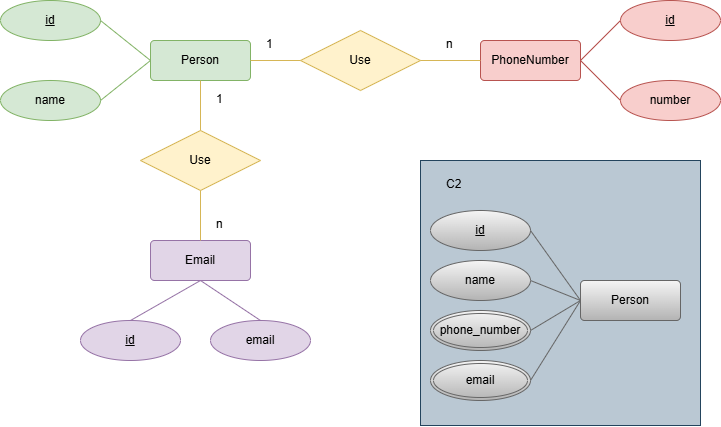 id
id
1
n
Person
Use
PhoneNumber
name
1
number
Use
C2
n
id
Email
name
Person
id
email
phone_number
email